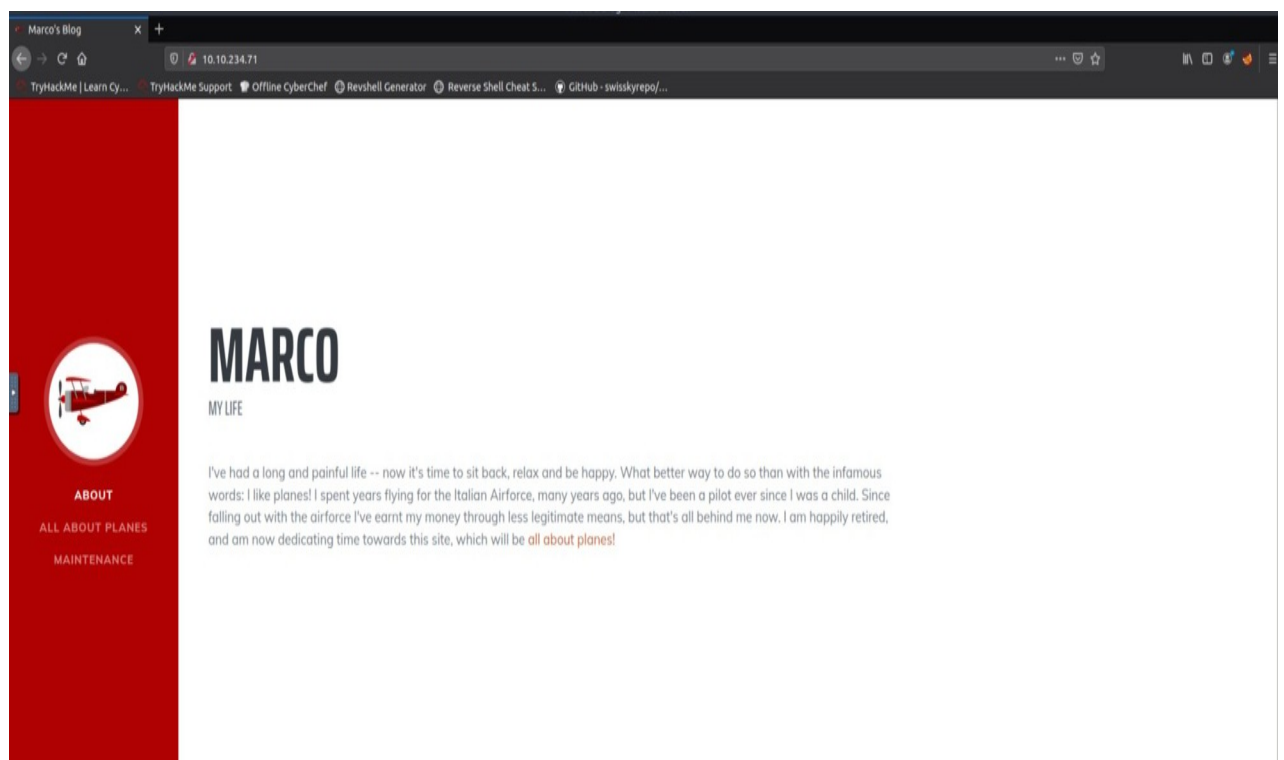 Marco's Blog
10.10.234.71
TryHackMe | Learn Cy...
TryHackMe Support
Offline CyberChef
Revshell Generator
Reverse Shell Cheat S...
GitHub - swisskyrepo/...
MARCO
MY LIFE
I've had a long and painful life -- now it's time to sit back, relax and be happy. What better way to do so than with the infamous
words: I like planes! I spent years flying for the Italian Airforce, many years ago, but I've been a pilot ever since I was a child. Since
falling out with the airforce I've earnt my money through less legitimate means, but that's all behind me now. I am happily retired,
and am now dedicating time towards this site, which will be all about planes!
ABOUT
ALL ABOUT PLANES
MAINTENANCE